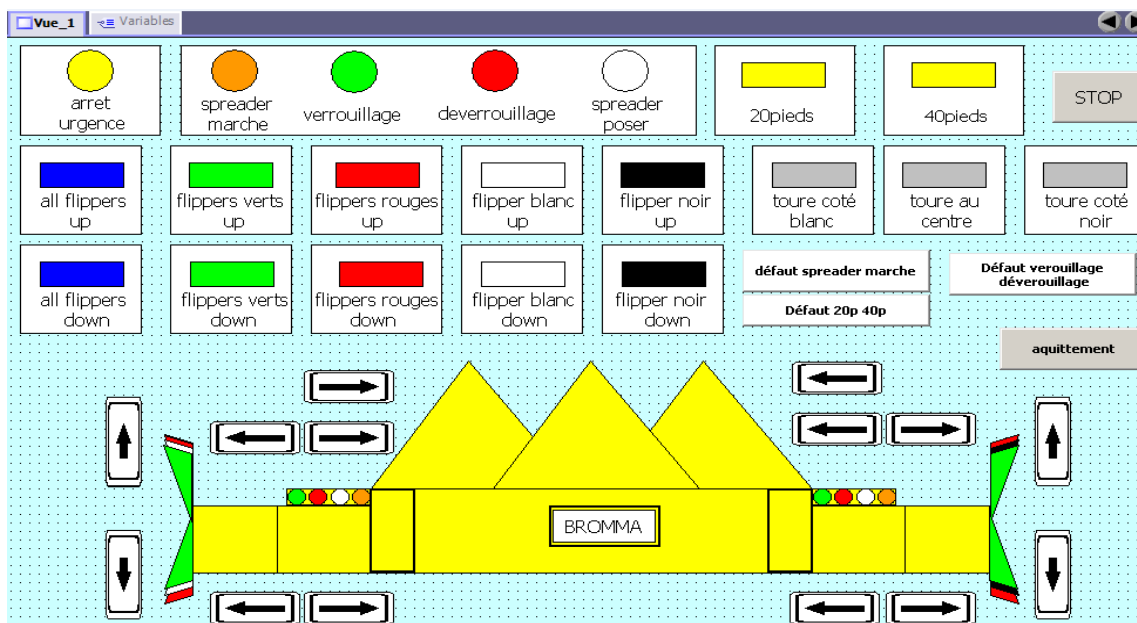 Vue_1
Variables
arret
urgence
spreader
marche
verrouillage
deverrouillage
spreader
poser
20pieds
40pieds
STOP
all flippers
up
flippers verts
up
flippers rouges
up
flipper blanc
up
flipper noir
up
toure coté
blanc
toure au
centre
toure coté
noir
all flippers
down
flippers verts
down
flippers rouges
down
flipper blanc
down
flipper noir
down
défaut spreader marche
Défaut verouillage
déverouillage
Défaut 20p 40p
aquittement
BROMMA